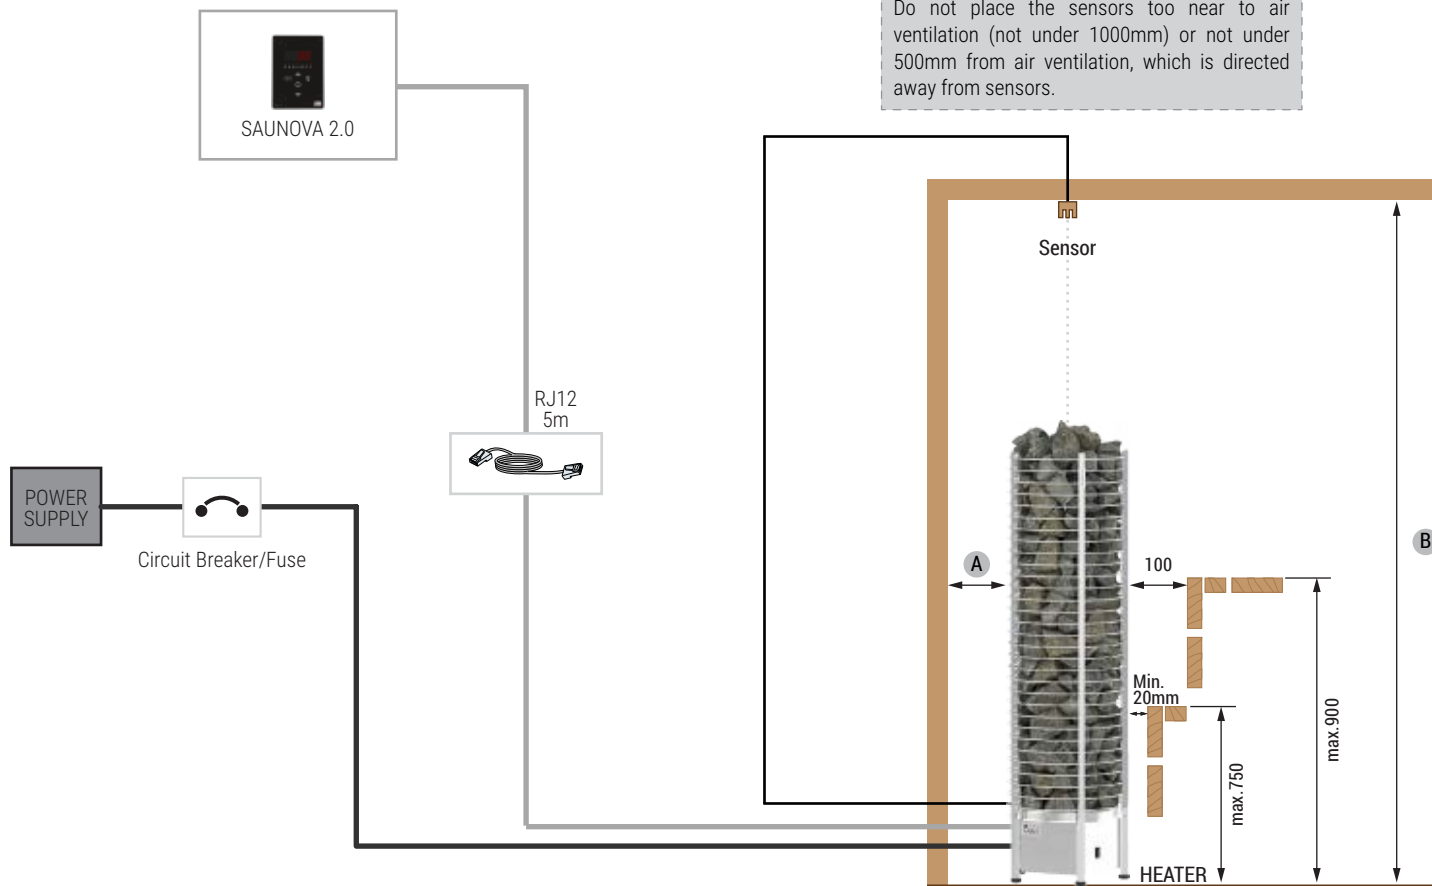 Do not place the sensors too near to air
ventilation (not under 1000mm) or not under
500mm from air ventilation, which is directed
away from sensors.
SAUNOVA 2.0
Sensor
RJ12
5m
POWER
SUPPLY
Circuit Breaker/Fuse
A
100
B
Min.
20mm
max.900
max.750
HEATER